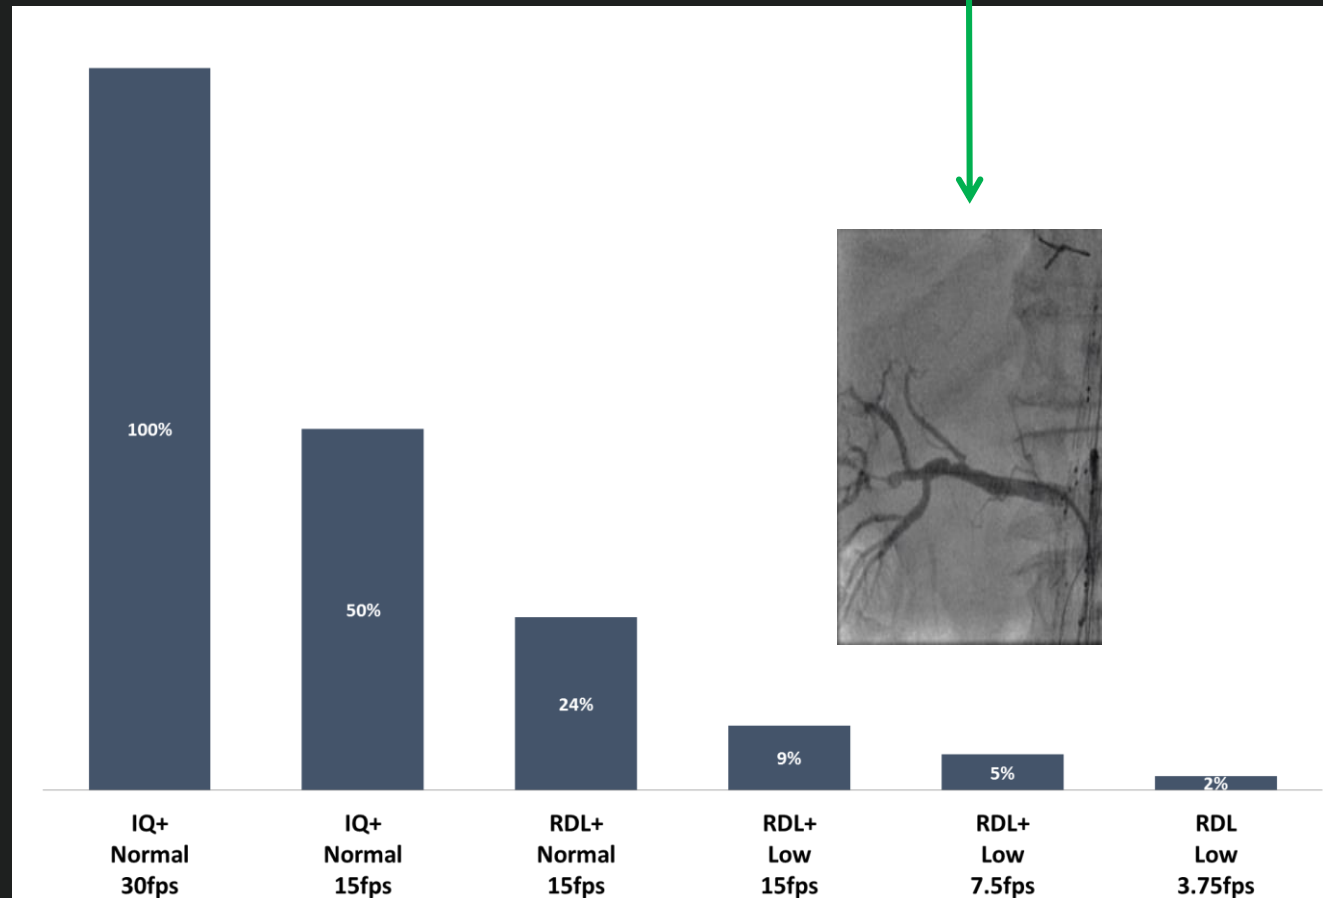 100%
50%
24%
9%
5%
2%
IQ+
Normal
30fps
IQ+
Normal
15fps
RDL+
Normal
15fps
RDL+
Low
15fps
RDL+
Low
7.5fps
RDL
Low
3.75fps